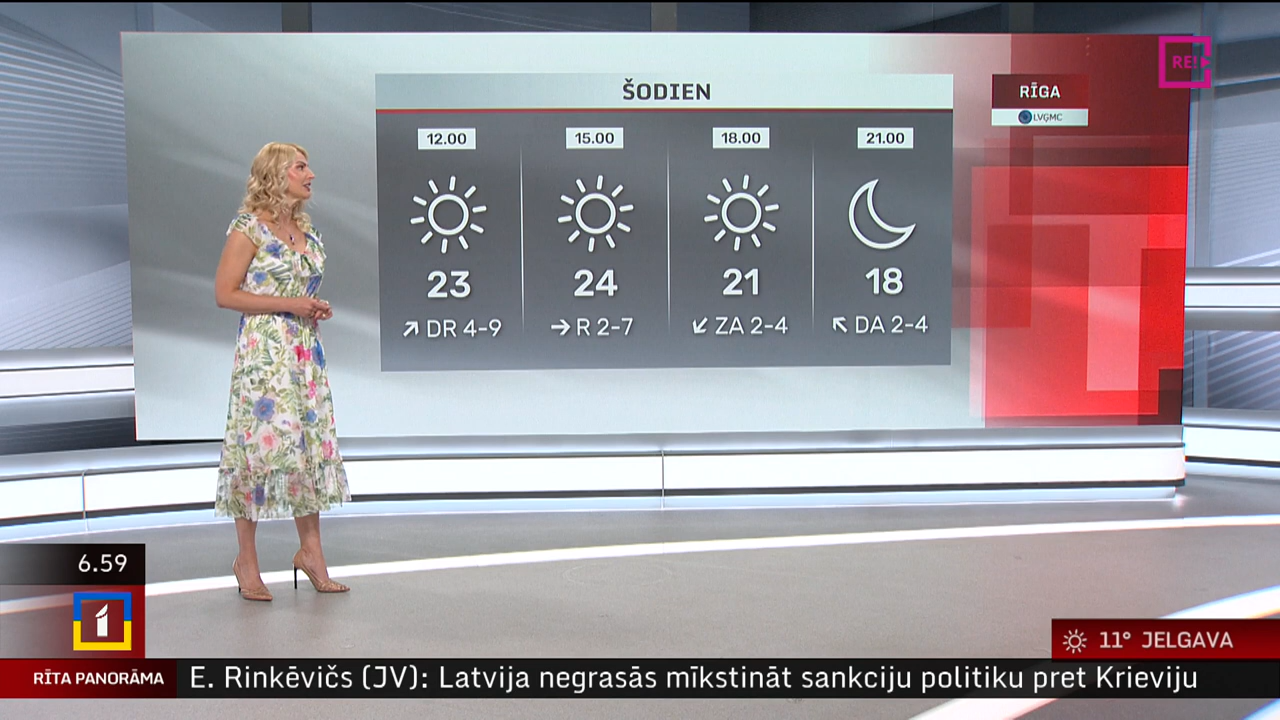 RE!
ŠODIEN
RĪGA
LVĢMC
12.00
15.00
18.00
21.00
23
24
21
18
DR 4-9
R 2-7
ZA 2-4
DA 2-4
6.59
1
11° JELGAVA
RĪTA PANORĀMA
E. Rinkēvičs (JV): Latvija negrasās mīkstināt sankciju politiku pret Krieviju